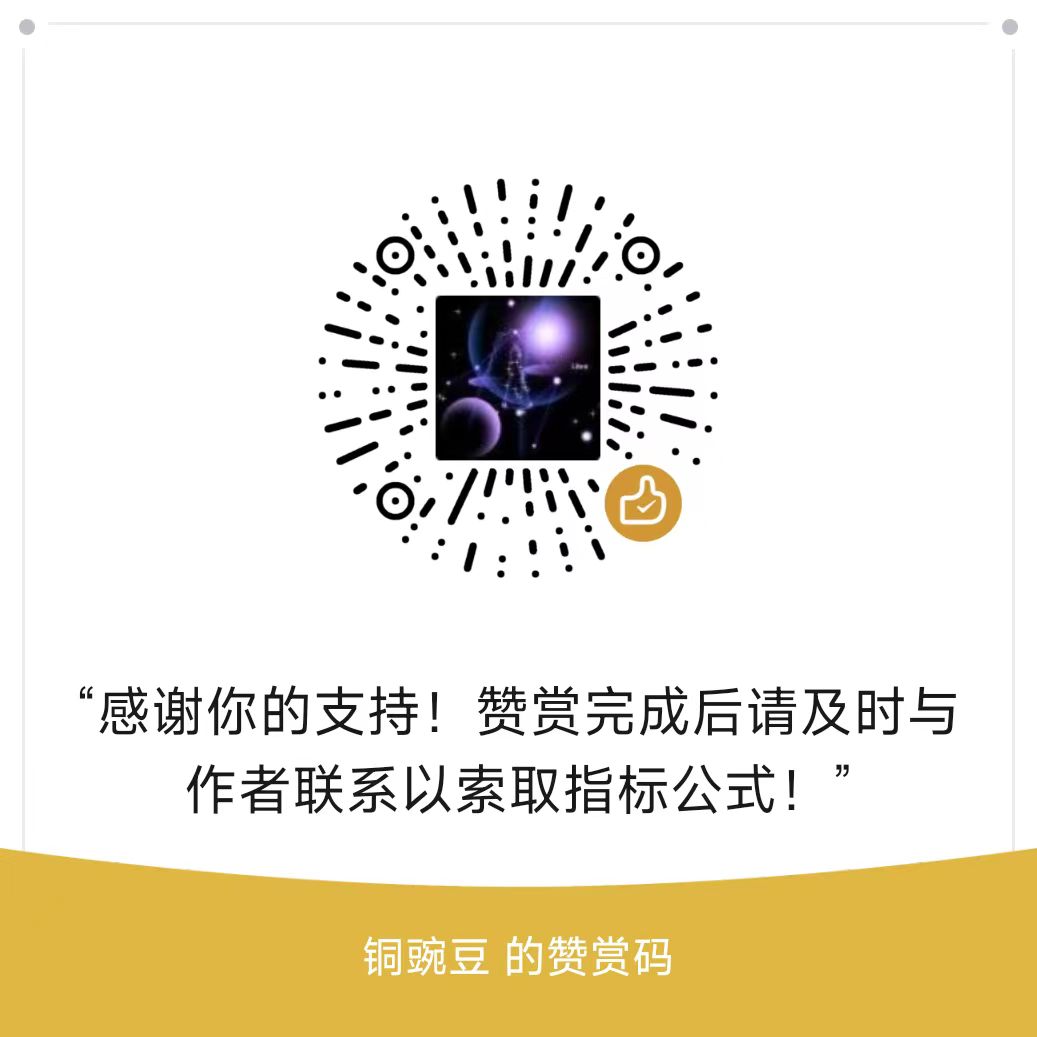 “感谢你的支持！赞赏完成后请及时与
作者联系以索取指标公式！”
铜豌豆 的赞赏码